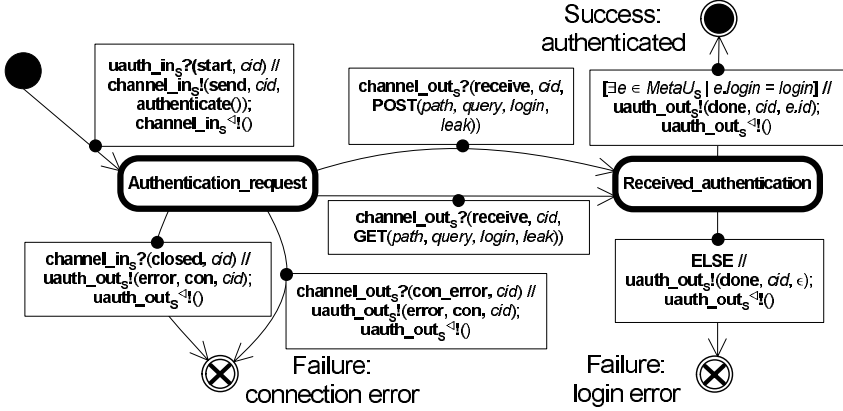 Success:
authenticated
uauth_in_S?(start, cid) //
channel_in_S!(send, cid,
authenticate());
channel_in_S^◁!()
channel_out_S?(receive, cid,
POST(path, query, login,
leak))
[∃e ∈ MetaU_S | e.login = login] //
uauth_out_S!(done, cid, e.id);
uauth_out_S^◁!()
Authentication_request
Received_authentication
channel_out_S?(receive, cid,
GET(path, query, login, leak))
channel_in_S?(closed, cid) //
uauth_out_S!(error, con, cid);
uauth_out_S^◁!()
channel_out_S?(con_error, cid) //
uauth_out_S!(error, con, cid);
uauth_out_S^◁!()
ELSE //
uauth_out_S!(done, cid, ϵ);
uauth_out_S^◁!()
Failure:
connection error
Failure:
login error